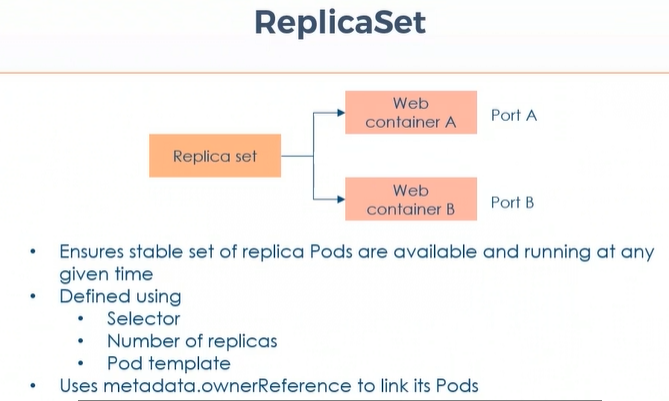 ReplicaSet
Web
container A
Port A
Replica set
Web
container B
Port B
• Ensures stable set of replica Pods are available and running at any
given time
• Defined using
• Selector
• Number of replicas
• Pod template
• Uses metadata.ownerReference to link its Pods